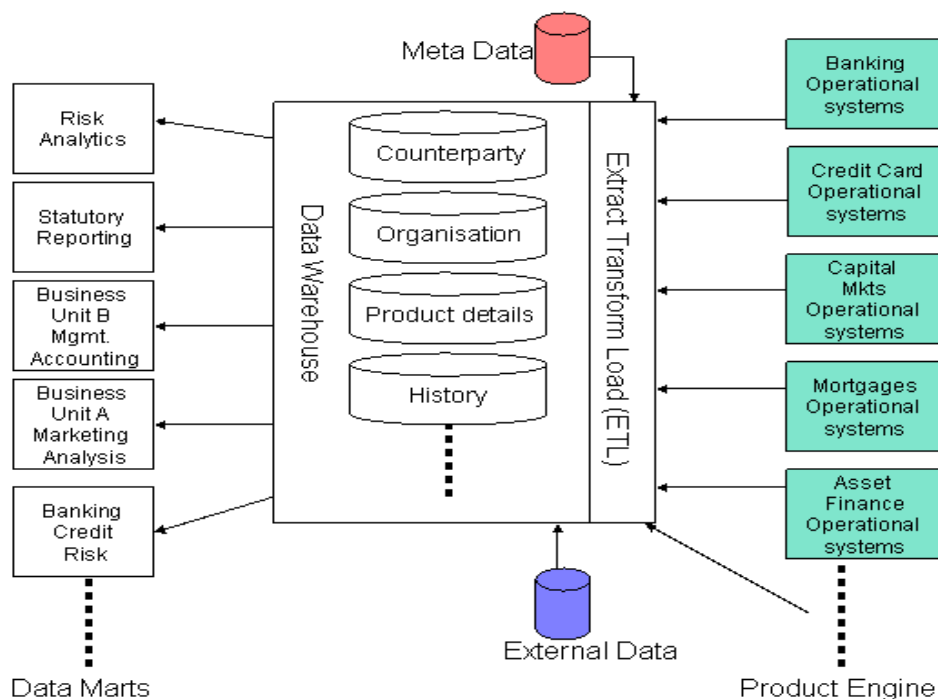 Meta Data
Risk
Analytics
Statutory
Reporting
Business
Unit B
Mgmt.
Accounting
Business
Unit A
Marketing
Analysis
Banking
Credit
Risk
Data Marts
Data Warehouse
Counterparty
Organisation
Product details
History
Extract Transform Load (ETL)
External Data
Banking
Operational
systems
Credit Card
Operational
systems
Capital
Mkts
Operational
systems
Mortgages
Operational
systems
Asset
Finance
Operational
systems
Product Engine